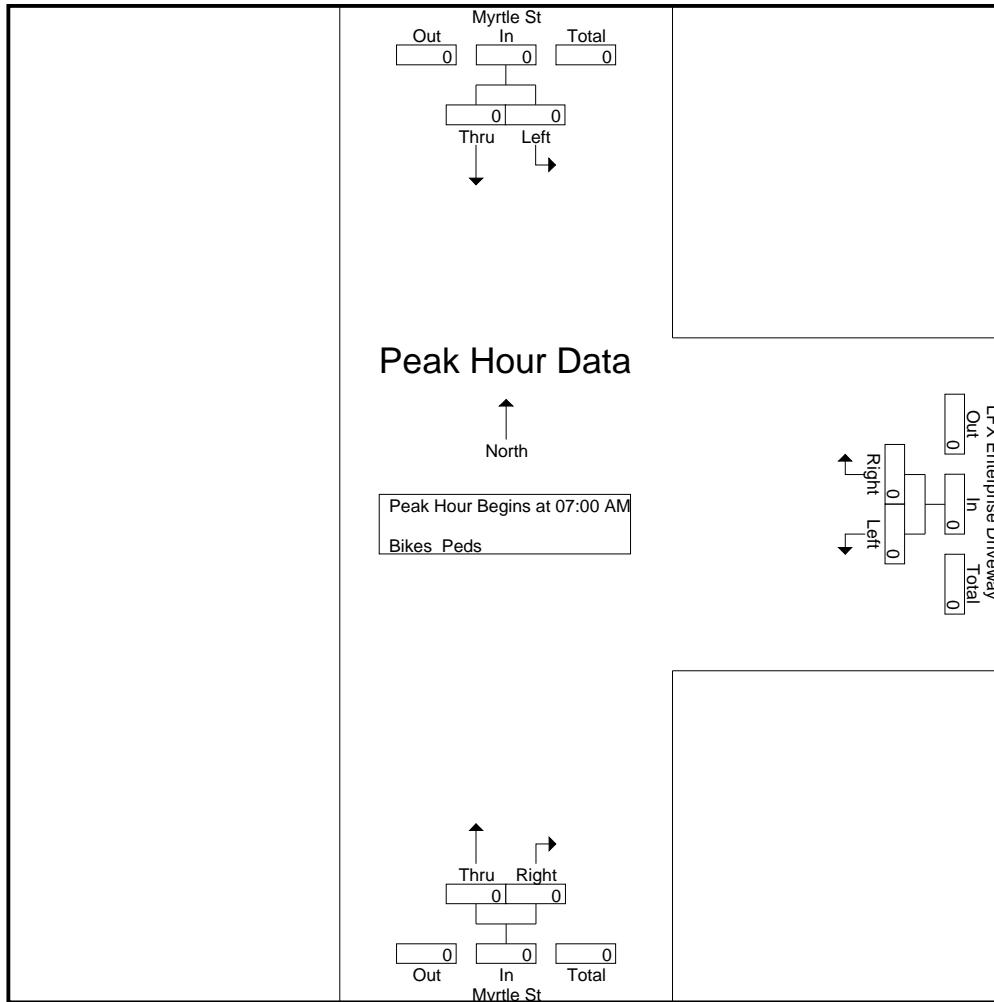 Myrtle St
Out In Total
0 0 0
0 0
Thru Left
Peak Hour Data
North
Peak Hour Begins at 07:00 AM
Bikes Peds
Enterprise Driveway
Out In Total
0 0 0
Right Left
0 0
Thru Right
0 0
0 0 0
Out In Total
Myrtle St